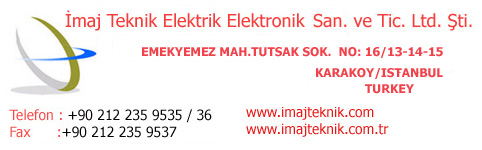 İmaj Teknik Elektrik Elektronik San. ve Tic. Ltd. Şti.
EMEKYEMEZ MAH.TUTSAK SOK. NO: 16/13-14-15
KARAKOY/ISTANBUL
TURKEY
Telefon : +90 212 235 9535 / 36
www.imajteknik.com
Fax :+90 212 235 9537
www.imajteknik.com.tr